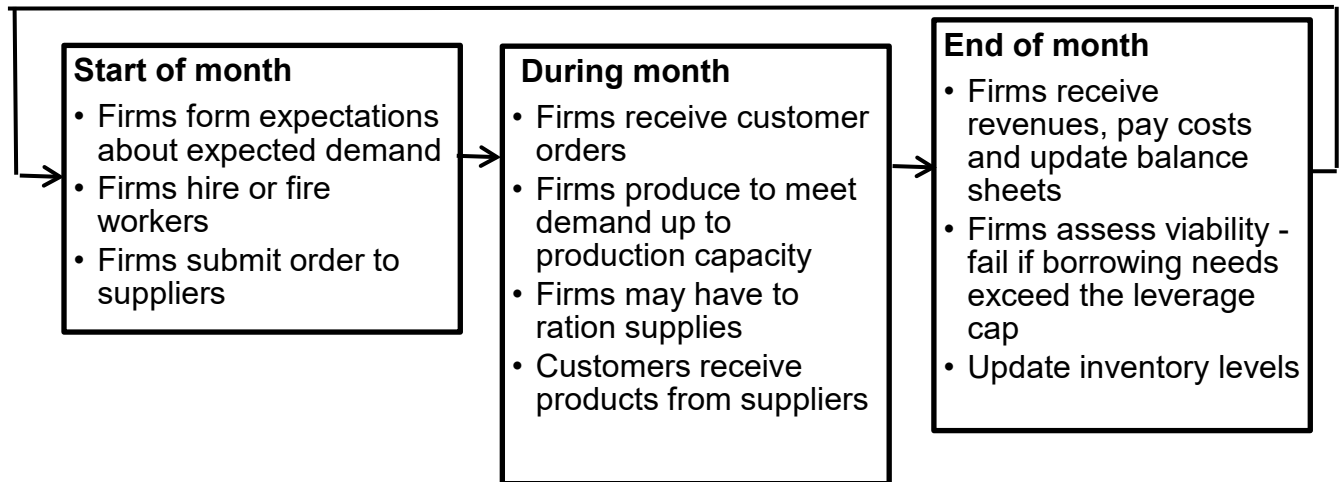 Start of month
• Firms form expectations
about expected demand
• Firms hire or fire
workers
• Firms submit order to
suppliers
During month
• Firms receive customer
orders
• Firms produce to meet
demand up to
production capacity
• Firms may have to
ration supplies
• Customers receive
products from suppliers
End of month
• Firms receive
revenues, pay costs
and update balance
sheets
• Firms assess viability -
fail if borrowing needs
exceed the leverage
cap
• Update inventory levels